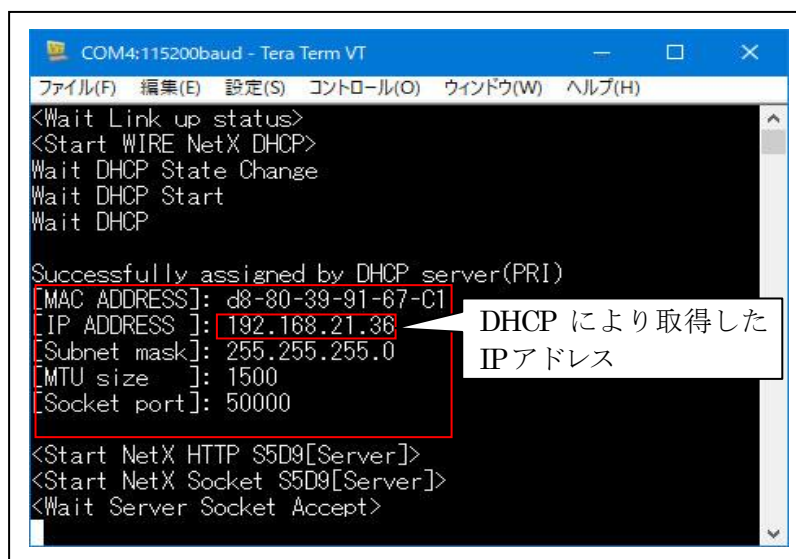 COM4:115200baud - Tera Term VT
ファイル(F) 編集(E) 設定(S) コントロール(O) ウィンドウ(W) ヘルプ(H)
<Wait Link up status>
<Start WIRE NetX DHCP>
Wait DHCP State Change
Wait DHCP Start
Wait DHCP
Successfully assigned by DHCP server(PRI)
[MAC ADDRESS]: d8-80-39-91-67-C1
[IP ADDRESS ]: 192.168.21.36
[Subnet mask]: 255.255.255.0
[MTU size   ]: 1500
[Socket port]: 50000
DHCP により取得した
IPアドレス
<Start NetX HTTP S5D9[Server]>
<Start NetX Socket S5D9[Server]>
<Wait Server Socket Accept>